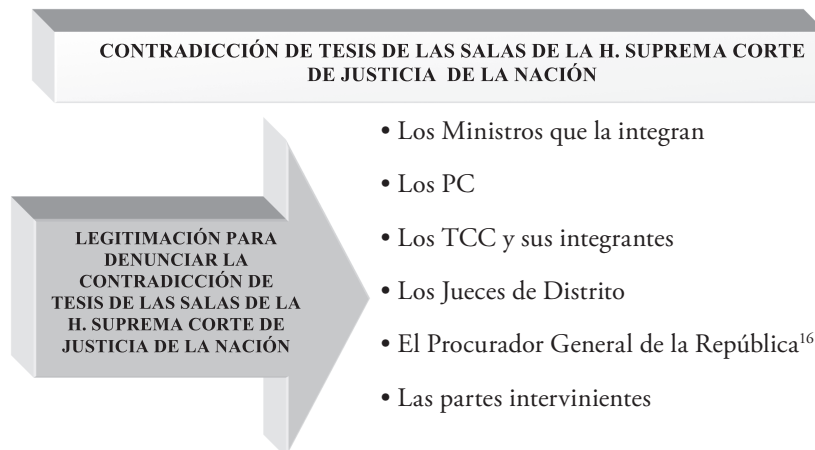 CONTRADICCIÓN DE TESIS DE LAS SALAS DE LA H. SUPREMA CORTE
DE JUSTICIA DE LA NACIÓN
LEGITIMACIÓN PARA
DENUNCIAR LA
CONTRADICCIÓN DE
TESIS DE LAS SALAS DE LA
H. SUPREMA CORTE DE
JUSTICIA DE LA NACIÓN
• Los Ministros que la integran
• Los PC
• Los TCC y sus integrantes
• Los Jueces de Distrito
• El Procurador General de la República¹⁶
• Las partes intervinientes